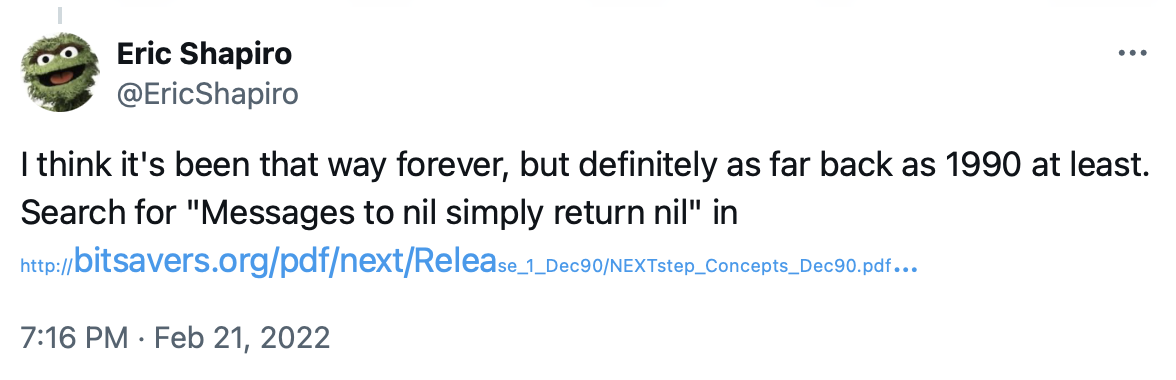 Eric Shapiro
@EricShapiro
I think it's been that way forever, but definitely as far back as 1990 at least.
Search for "Messages to nil simply return nil" in
http://bitsavers.org/pdf/next/Release_1_Dec90/NEXTstep_Concepts_Dec90.pdf...
7:16 PM · Feb 21, 2022